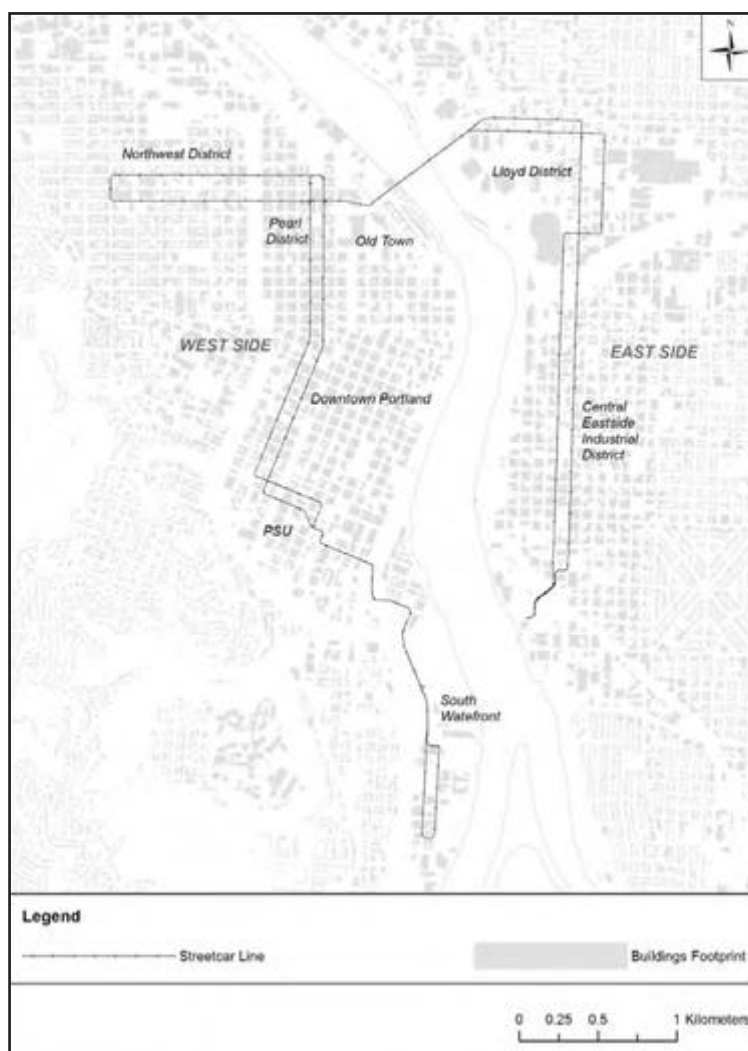 N
Northwest District
Lloyd District
Pearl
District
Old Town
WEST SIDE
EAST SIDE
Downtown Portland
Central
Eastside
Industrial
District
PSU
South
Watefront
Legend
Streetcar Line
Buildings Footprint
0 0.25 0.5 1 Kilometers